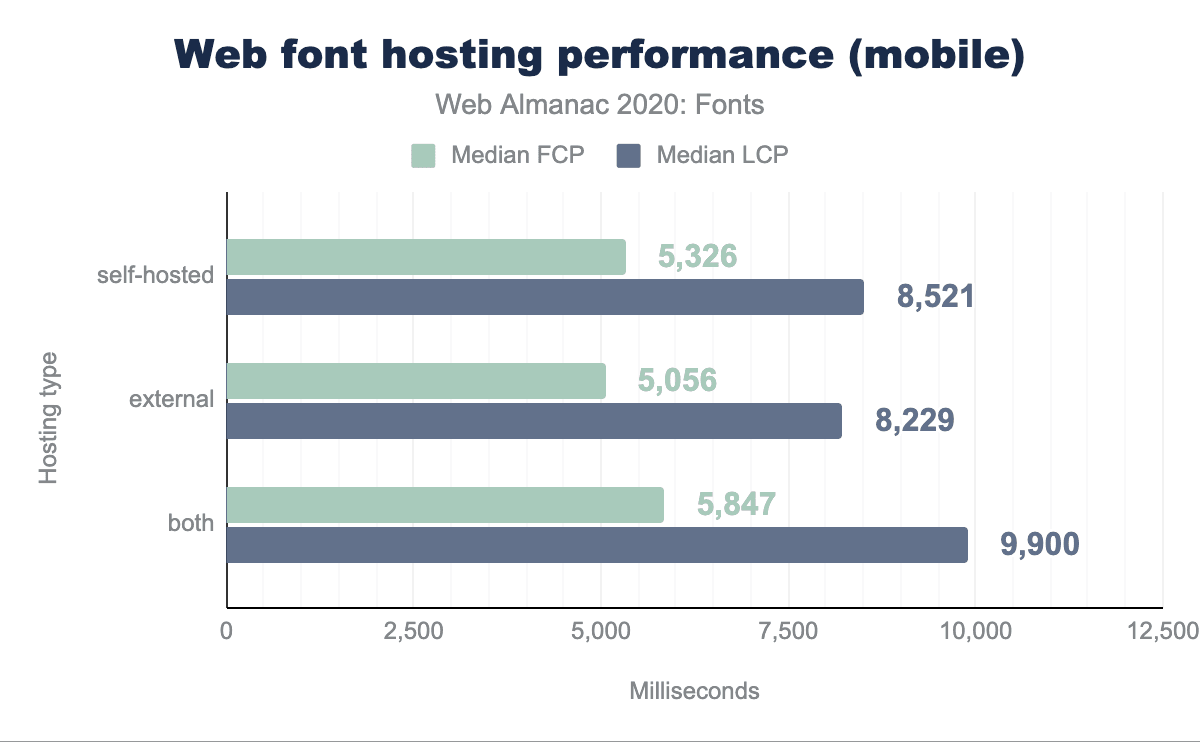 Web font hosting performance (mobile)
Web Almanac 2020: Fonts
Median FCP Median LCP
5,326
self-hosted
8,521
5,056
external
8,229
5,847
both
9,900
Hosting type
0 2,500 5,000 7,500 10,000 12,500
Milliseconds